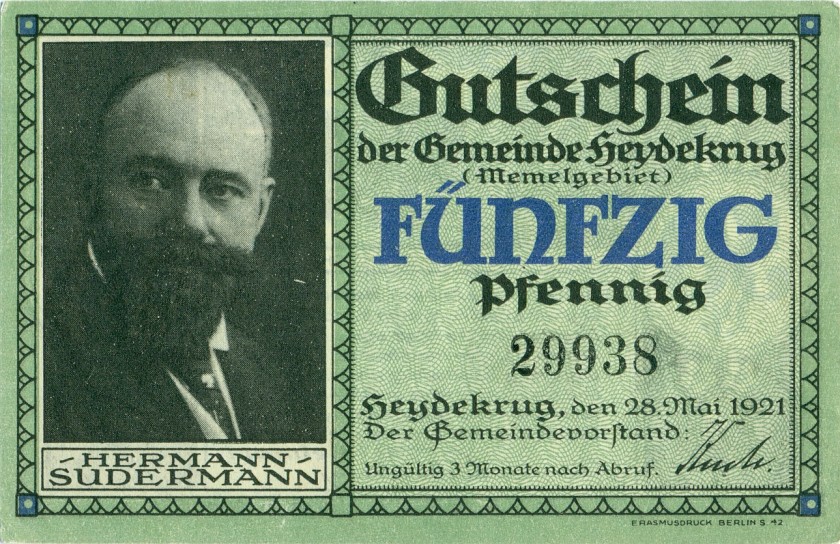 Gutschein
der Gemeinde Heydekrug
(Memelgebiet)
FÜNFZIG
Pfennig
29938
Heydekrug, den 28. Mai 1921
Der Gemeindevorstand:
Ungültig 3 Monate nach Abruf.
- HERMANN -
SUDERMANN
ERASMUSDRUCK BERLIN S. 42